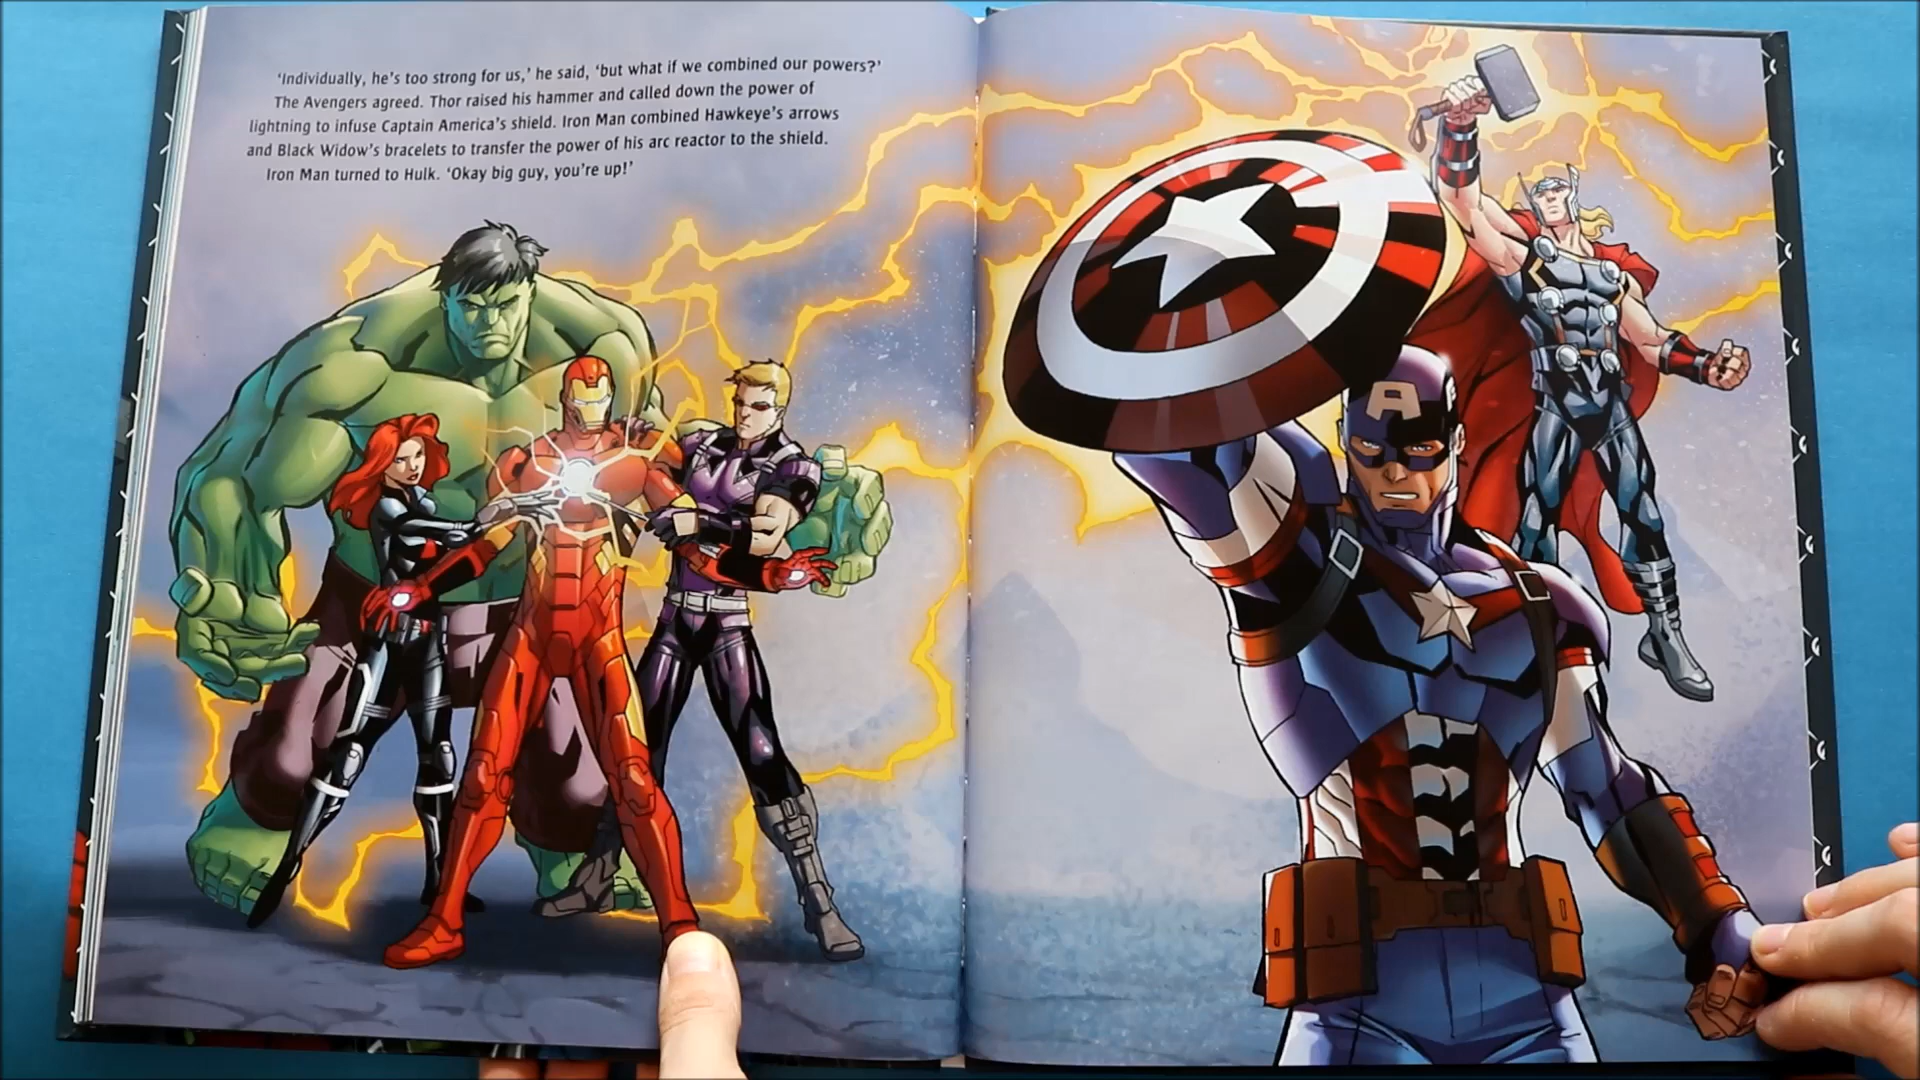 ‘Individually, he’s too strong for us,’ he said, ‘but what if we combined our powers?’
The Avengers agreed. Thor raised his hammer and called down the power of
lightning to infuse Captain America’s shield. Iron Man combined Hawkeye’s arrows
and Black Widow’s bracelets to transfer the power of his arc reactor to the shield.
Iron Man turned to Hulk. ‘Okay big guy, you’re up!’
A